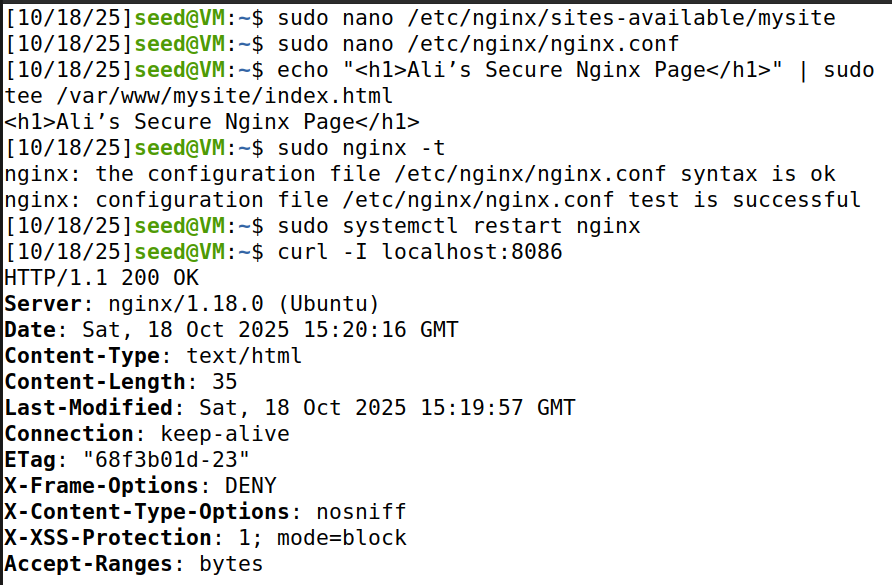 [10/18/25]seed@VM:~$ sudo nano /etc/nginx/sites-available/mysite
[10/18/25]seed@VM:~$ sudo nano /etc/nginx/nginx.conf
[10/18/25]seed@VM:~$ echo "<h1>Ali’s Secure Nginx Page</h1>" | sudo
tee /var/www/mysite/index.html
<h1>Ali’s Secure Nginx Page</h1>
[10/18/25]seed@VM:~$ sudo nginx -t
nginx: the configuration file /etc/nginx/nginx.conf syntax is ok
nginx: configuration file /etc/nginx/nginx.conf test is successful
[10/18/25]seed@VM:~$ sudo systemctl restart nginx
[10/18/25]seed@VM:~$ curl -I localhost:8086
HTTP/1.1 200 OK
Server: nginx/1.18.0 (Ubuntu)
Date: Sat, 18 Oct 2025 15:20:16 GMT
Content-Type: text/html
Content-Length: 35
Last-Modified: Sat, 18 Oct 2025 15:19:57 GMT
Connection: keep-alive
ETag: "68f3b01d-23"
X-Frame-Options: DENY
X-Content-Type-Options: nosniff
X-XSS-Protection: 1; mode=block
Accept-Ranges: bytes